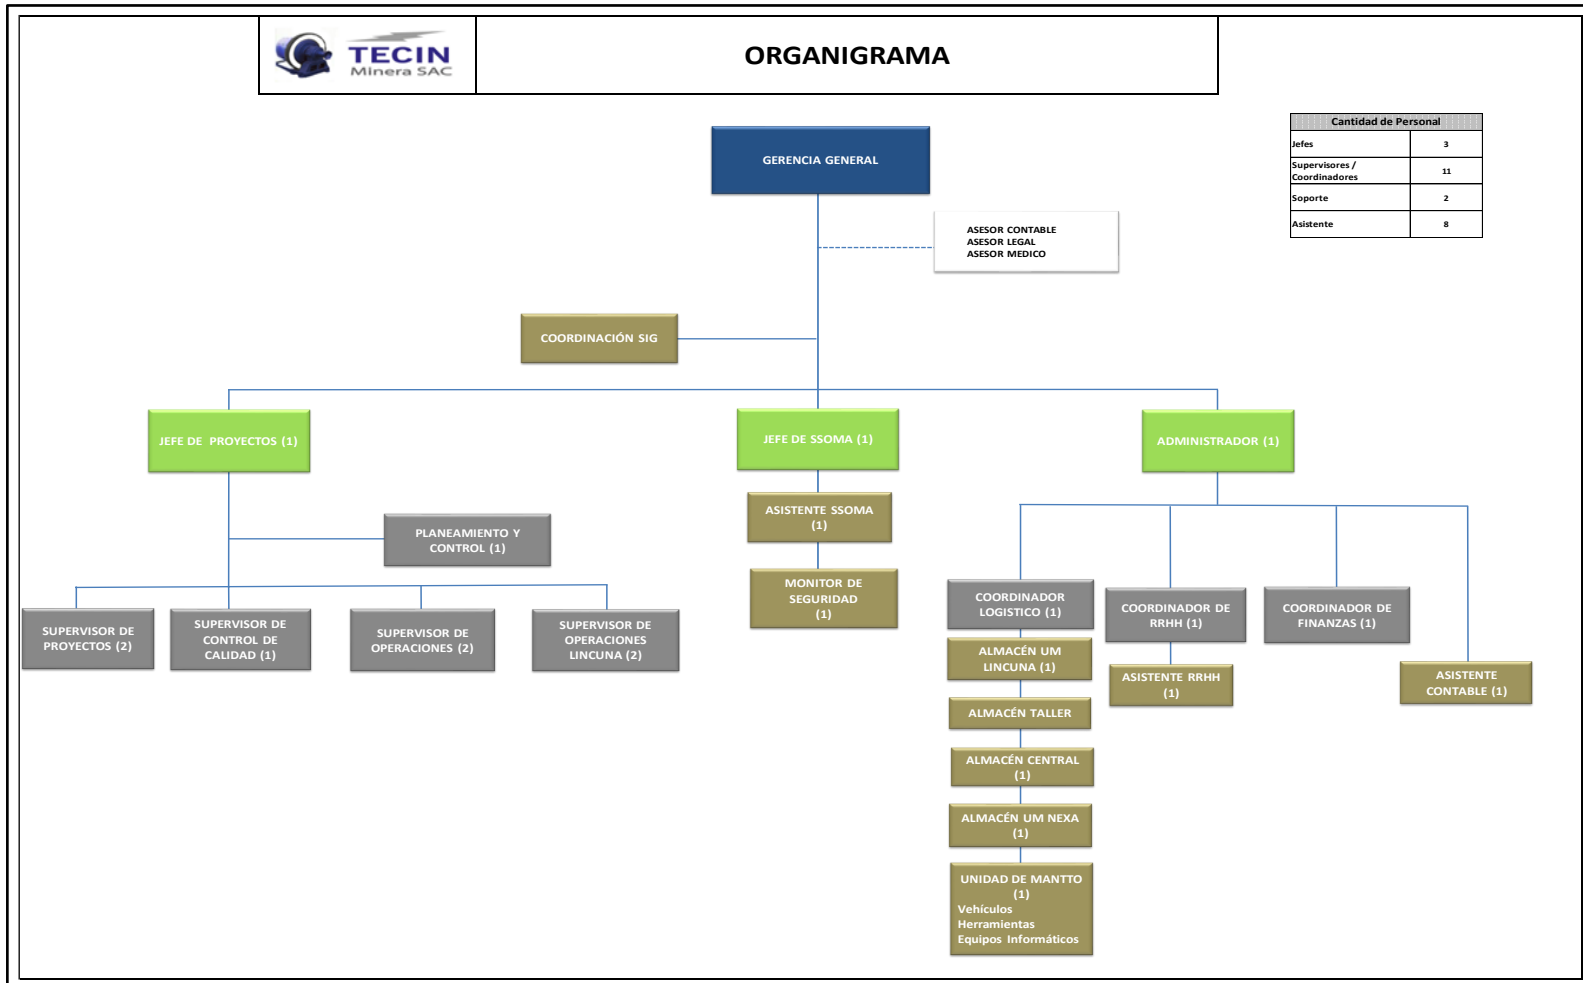 TECIN
Minera SAC
ORGANIGRAMA
Cantidad de Personal
Jefes 3
Supervisores /
Coordinadores 11
Soporte 2
Asistente 8
GERENCIA GENERAL
ASESOR CONTABLE
ASESOR LEGAL
ASESOR MEDICO
COORDINACIÓN SIG
JEFE DE PROYECTOS (1)
JEFE DE SSOMA (1)
ADMINISTRADOR (1)
PLANEAMIENTO Y
CONTROL (1)
SUPERVISOR DE
PROYECTOS (2)
SUPERVISOR DE
CONTROL DE
CALIDAD (1)
SUPERVISOR DE
OPERACIONES (2)
SUPERVISOR DE
OPERACIONES
LINCUNA (2)
ASISTENTE SSOMA
(1)
MONITOR DE
SEGURIDAD
(1)
COORDINADOR
LOGISTICO (1)
ALMACÉN UM
LINCUNA (1)
ALMACÉN TALLER
ALMACÉN CENTRAL
(1)
ALMACÉN UM NEXA
(1)
UNIDAD DE MANTTO
(1)
Vehículos
Herramientas
Equipos Informáticos
COORDINADOR DE
RRHH (1)
ASISTENTE RRHH
(1)
COORDINADOR DE
FINANZAS (1)
ASISTENTE
CONTABLE (1)